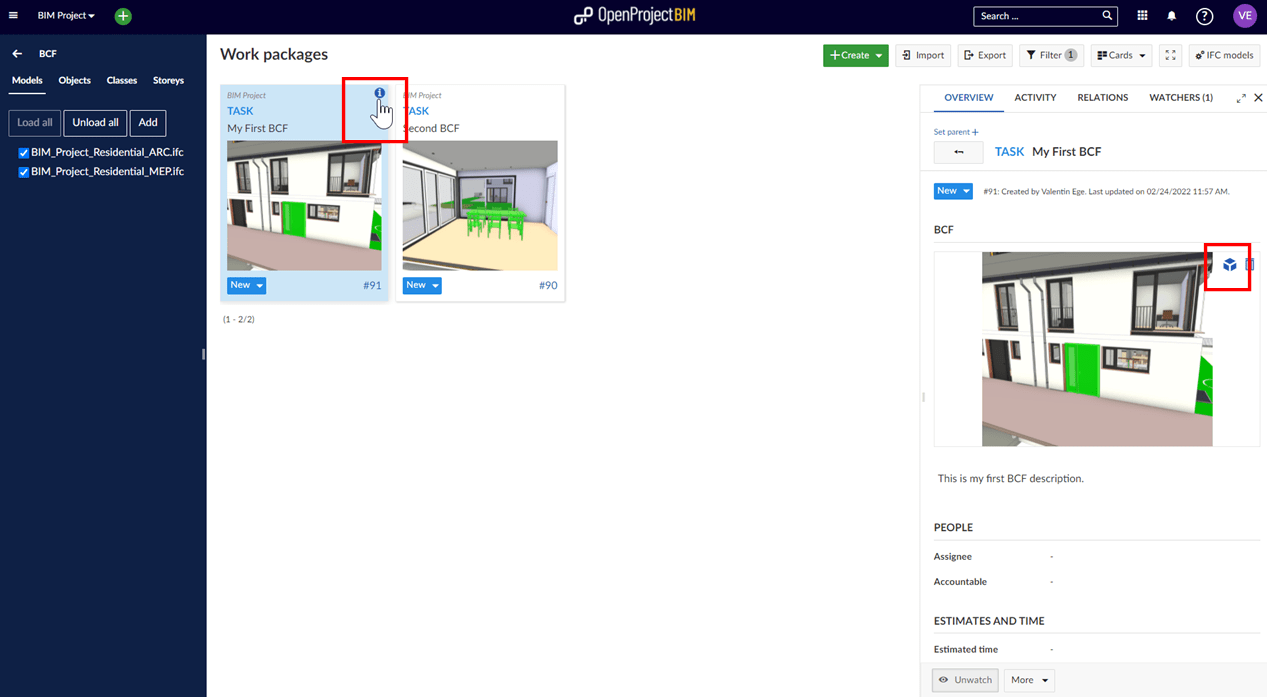 BIM Project
OpenProject BIM
Search ...
?
VE
BCF
Models Objects Classes Storeys
Load all Unload all Add
BIM_Project_Residential_ARC.ifc
BIM_Project_Residential_MEP.ifc
Work packages
+Create Import Export Filter 1 Cards IFC models
BIM Project
TASK
My First BCF
New #91
BIM Project
TASK
Second BCF
New #90
(1 - 2/2)
OVERVIEW ACTIVITY RELATIONS WATCHERS (1)
Set parent +
TASK My First BCF
New #91: Created by Valentin Ege. Last updated on 02/24/2022 11:57 AM.
BCF
This is my first BCF description.
PEOPLE
Assignee -
Accountable -
ESTIMATES AND TIME
Estimated time -
Unwatch More